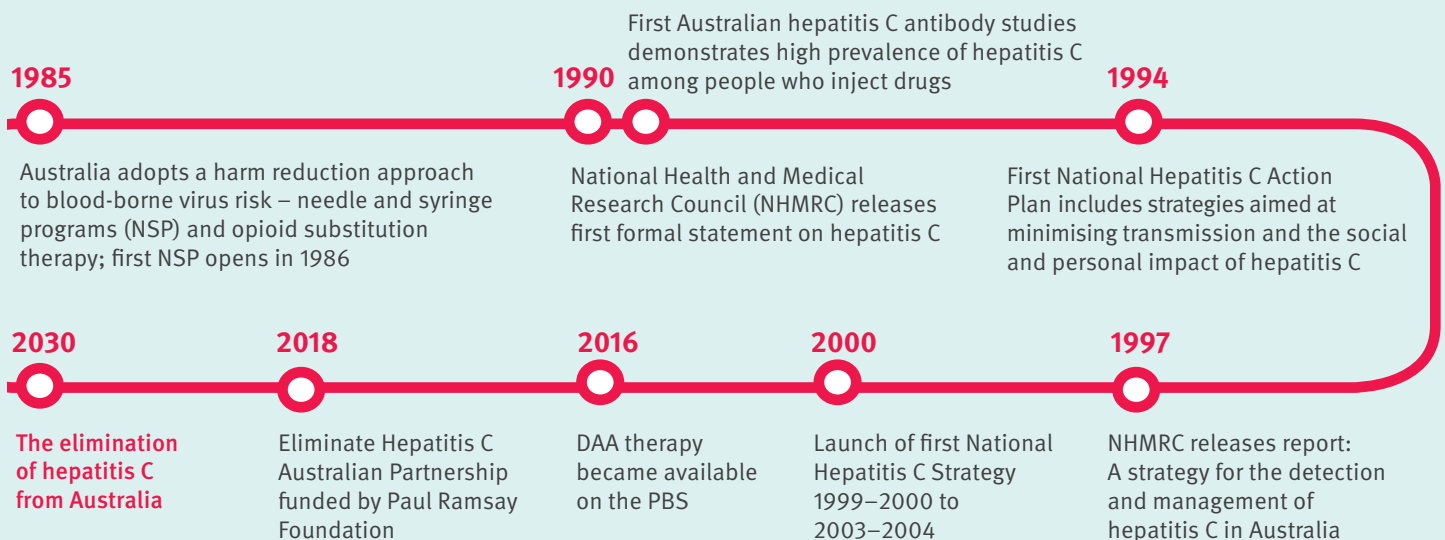 1985
Australia adopts a harm reduction approach
to blood-borne virus risk – needle and syringe
programs (NSP) and opioid substitution
therapy; first NSP opens in 1986
1990
National Health and Medical
Research Council (NHMRC) releases
first formal statement on hepatitis C
First Australian hepatitis C antibody studies
demonstrates high prevalence of hepatitis C
among people who inject drugs
1994
First National Hepatitis C Action
Plan includes strategies aimed at
minimising transmission and the social
and personal impact of hepatitis C
1997
NHMRC releases report:
A strategy for the detection
and management of
hepatitis C in Australia
2000
Launch of first National
Hepatitis C Strategy
1999–2000 to
2003–2004
2016
DAA therapy
became available
on the PBS
2018
Eliminate Hepatitis C
Australian Partnership
funded by Paul Ramsay
Foundation
2030
The elimination
of hepatitis C
from Australia